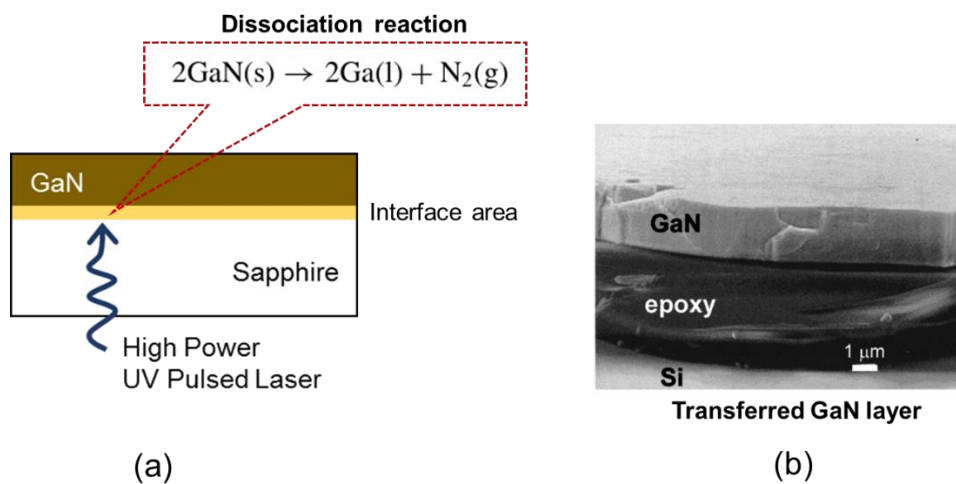 Dissociation reaction
2GaN(s) → 2Ga(l) + N₂(g)
GaN
Interface area
Sapphire
High Power
UV Pulsed Laser
(a)
GaN
epoxy
1 μm
Si
Transferred GaN layer
(b)